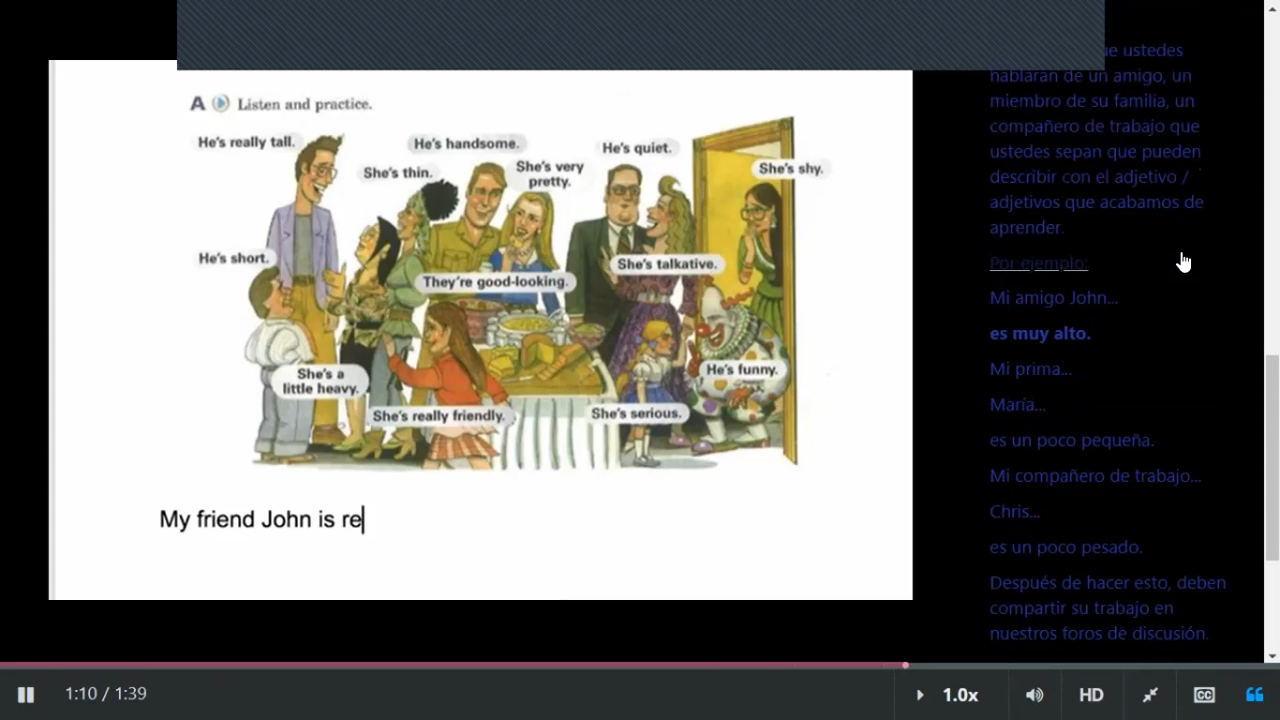 A Listen and practice.
He's really tall.
He's handsome.
She's thin.
She's very
pretty.
He's quiet.
She's shy.
He's short.
They're good-looking.
She's talkative.
She's a
little heavy.
She's really friendly.
She's serious.
He's funny.
My friend John is re
ustedes
hablaran de un amigo, un
miembro de su familia, un
compañero de trabajo que
ustedes sepan que pueden
describir con el adjetivo /
adjetivos que acabamos de
aprender.
Por ejemplo:
Mi amigo John...
es muy alto.
Mi prima...
María...
es un poco pequeña.
Mi compañero de trabajo...
Chris...
es un poco pesado.
Después de hacer esto, deben
compartir su trabajo en
nuestros foros de discusión.
1:10 / 1:39
1.0x
HD
CC